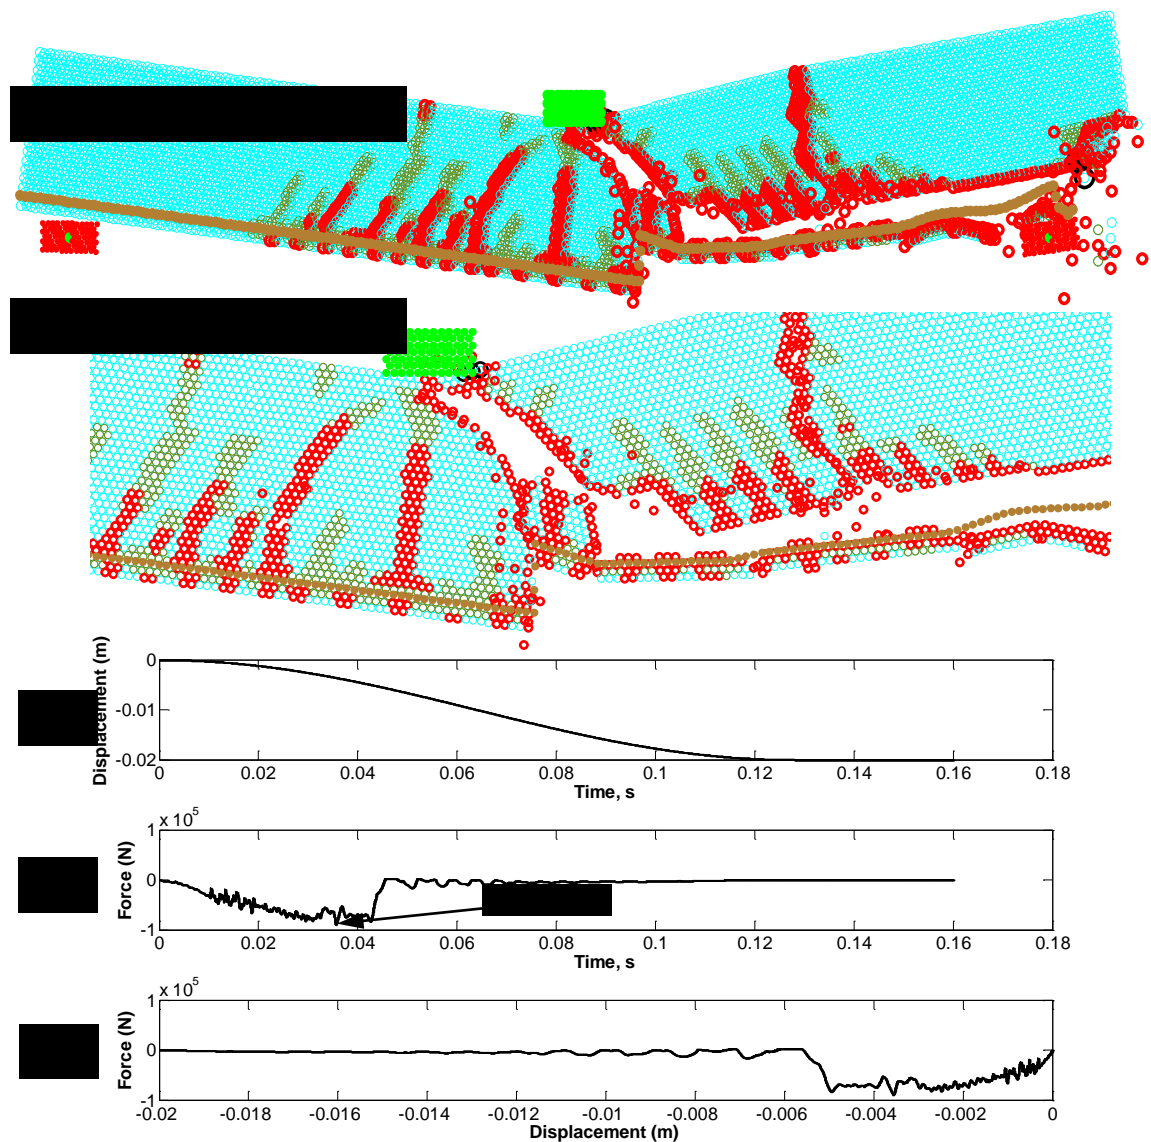 Displacement (m)
0
-0.01
-0.02
0 0.02 0.04 0.06 0.08 0.1 0.12 0.14 0.16 0.18
Time, s
Force (N)
1 x 10^5
0
-1
0 0.02 0.04 0.06 0.08 0.1 0.12 0.14 0.16 0.18
Time, s
Force (N)
1 x 10^5
0
-1
-0.02 -0.018 -0.016 -0.014 -0.012 -0.01 -0.008 -0.006 -0.004 -0.002 0
Displacement (m)